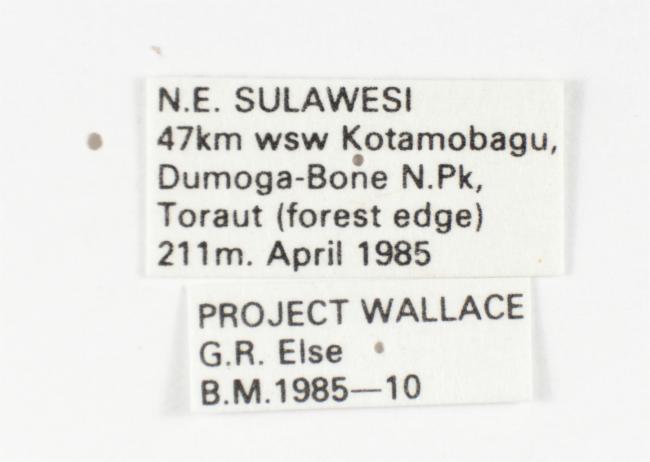 N.E. SULAWESI
47km wsw Kotamobagu,
Dumoga-Bone N.Pk,
Toraut (forest edge)
211m. April 1985
PROJECT WALLACE
G.R. Else
B.M.1985—10